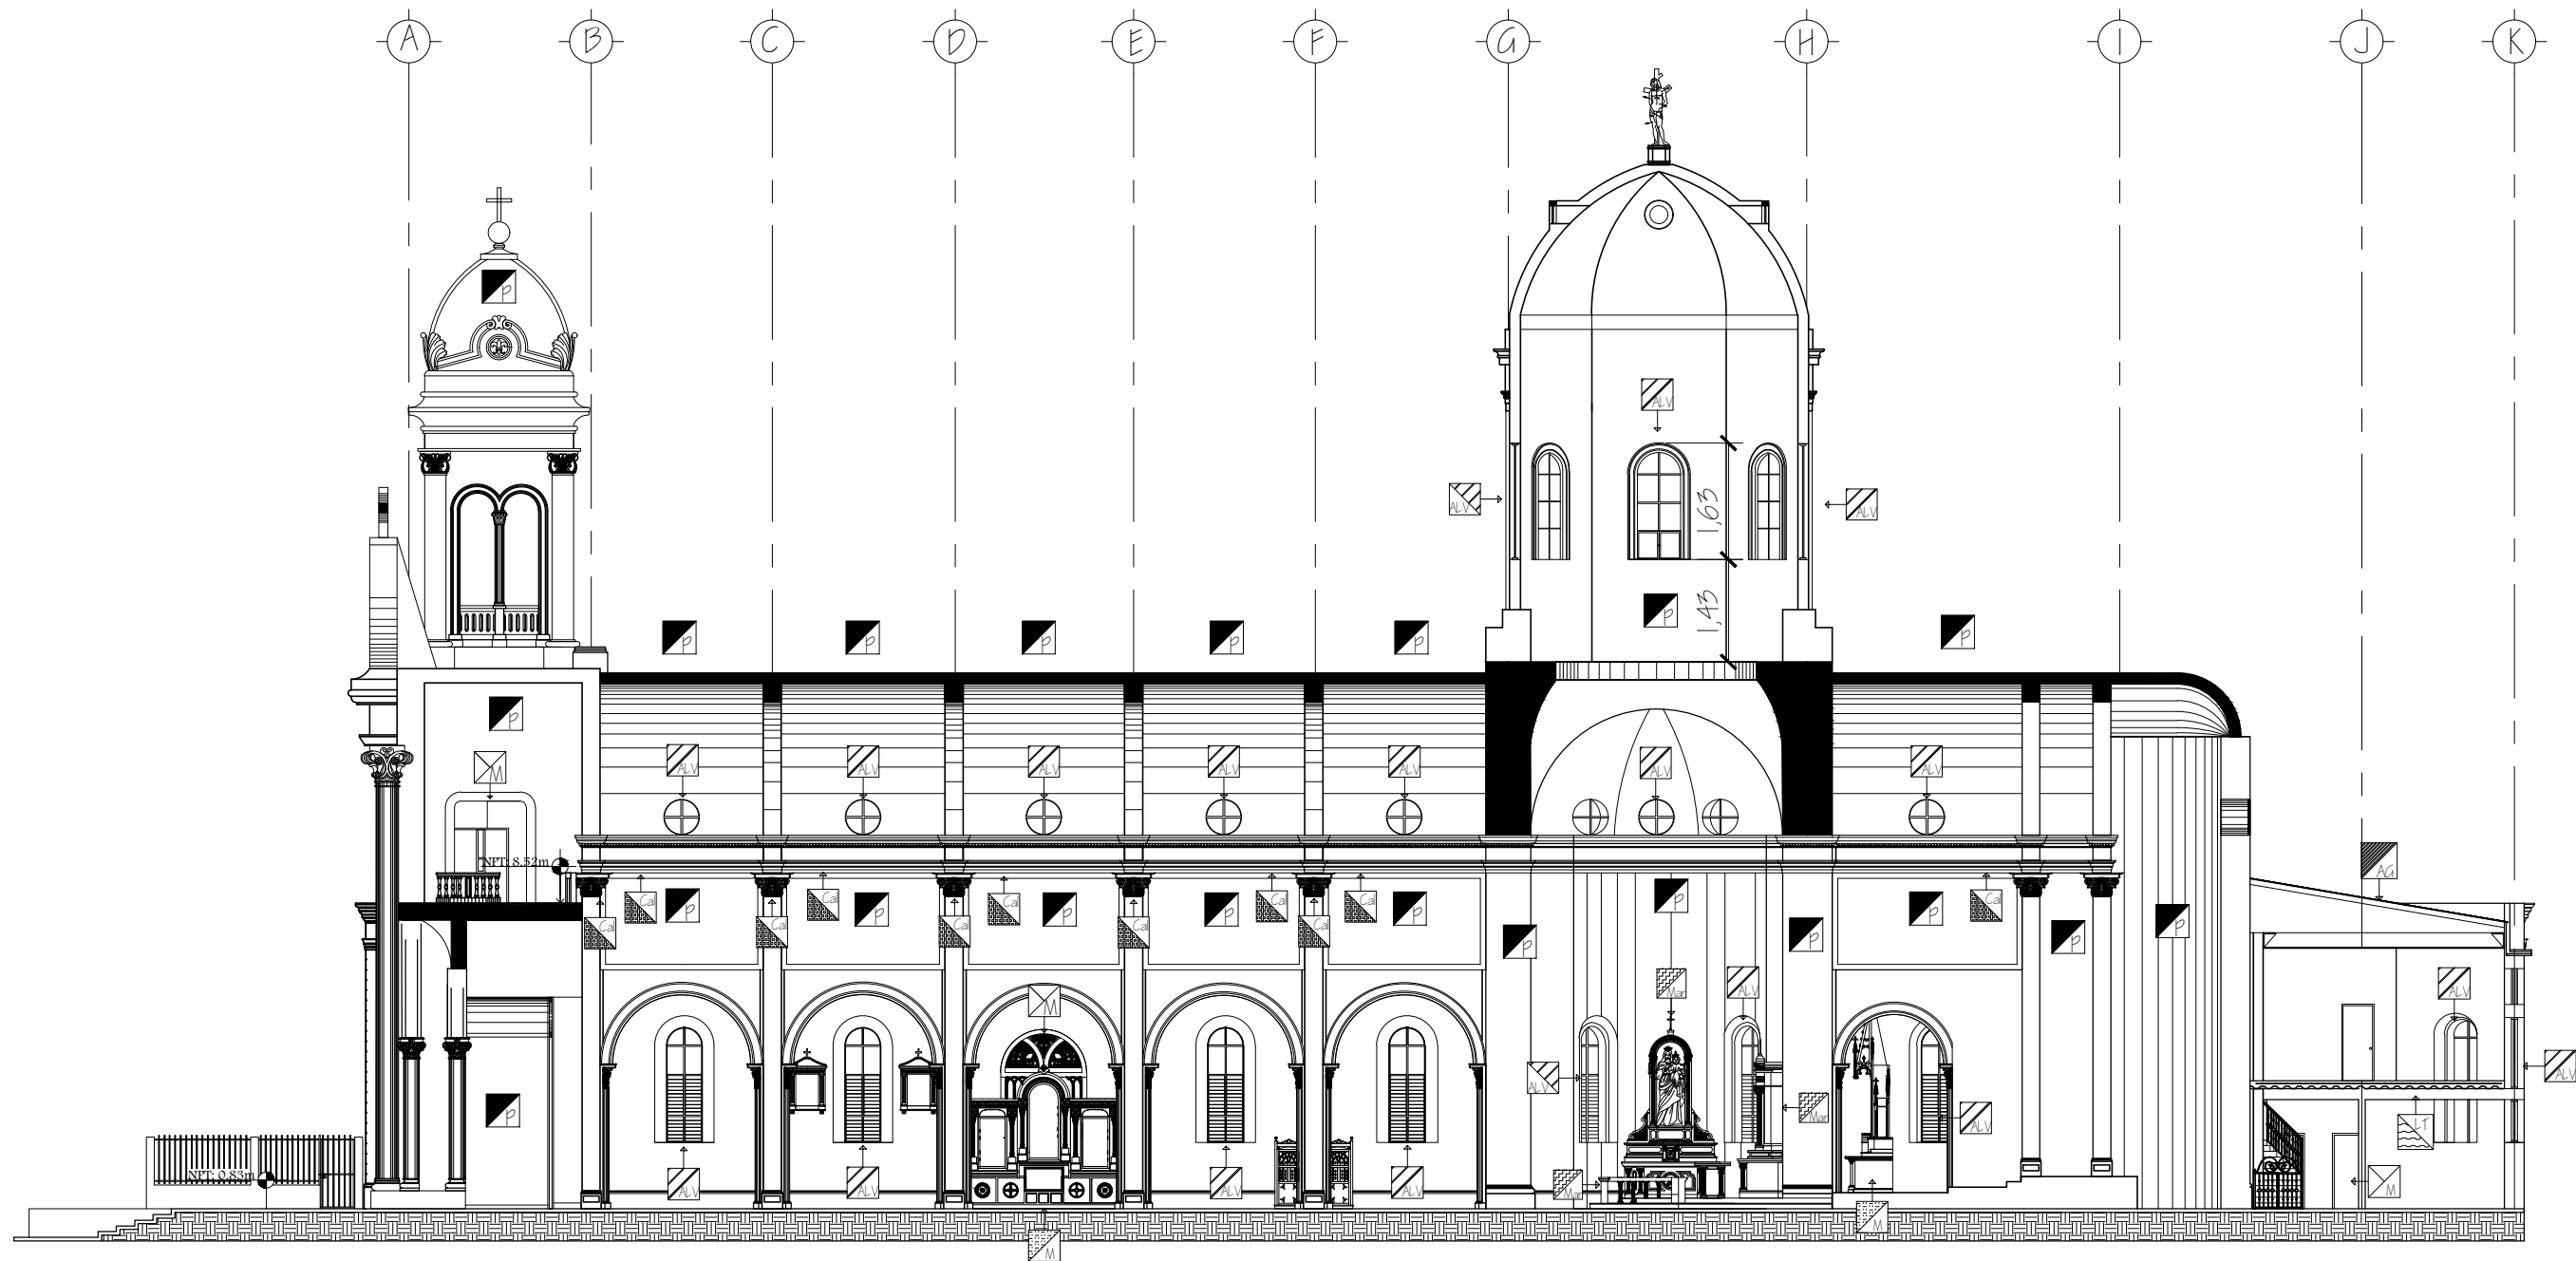 A B C D E F G H I J K
P
ALV
1,63
ALV ALV
1,43
P P P P P P P
P
M ALV ALV ALV ALV ALV ALV ALV
NPT: 8.52m
AG
Cal P Cal P Cal P P Cal Cal P P P Cal
Cal Cal Cal Cal Cal P P P P
M Mar ALV ALV
ALV ALV
P Mar ALV
LT
NPT: 0.83m
ALV ALV ALV ALV Mar M
M M